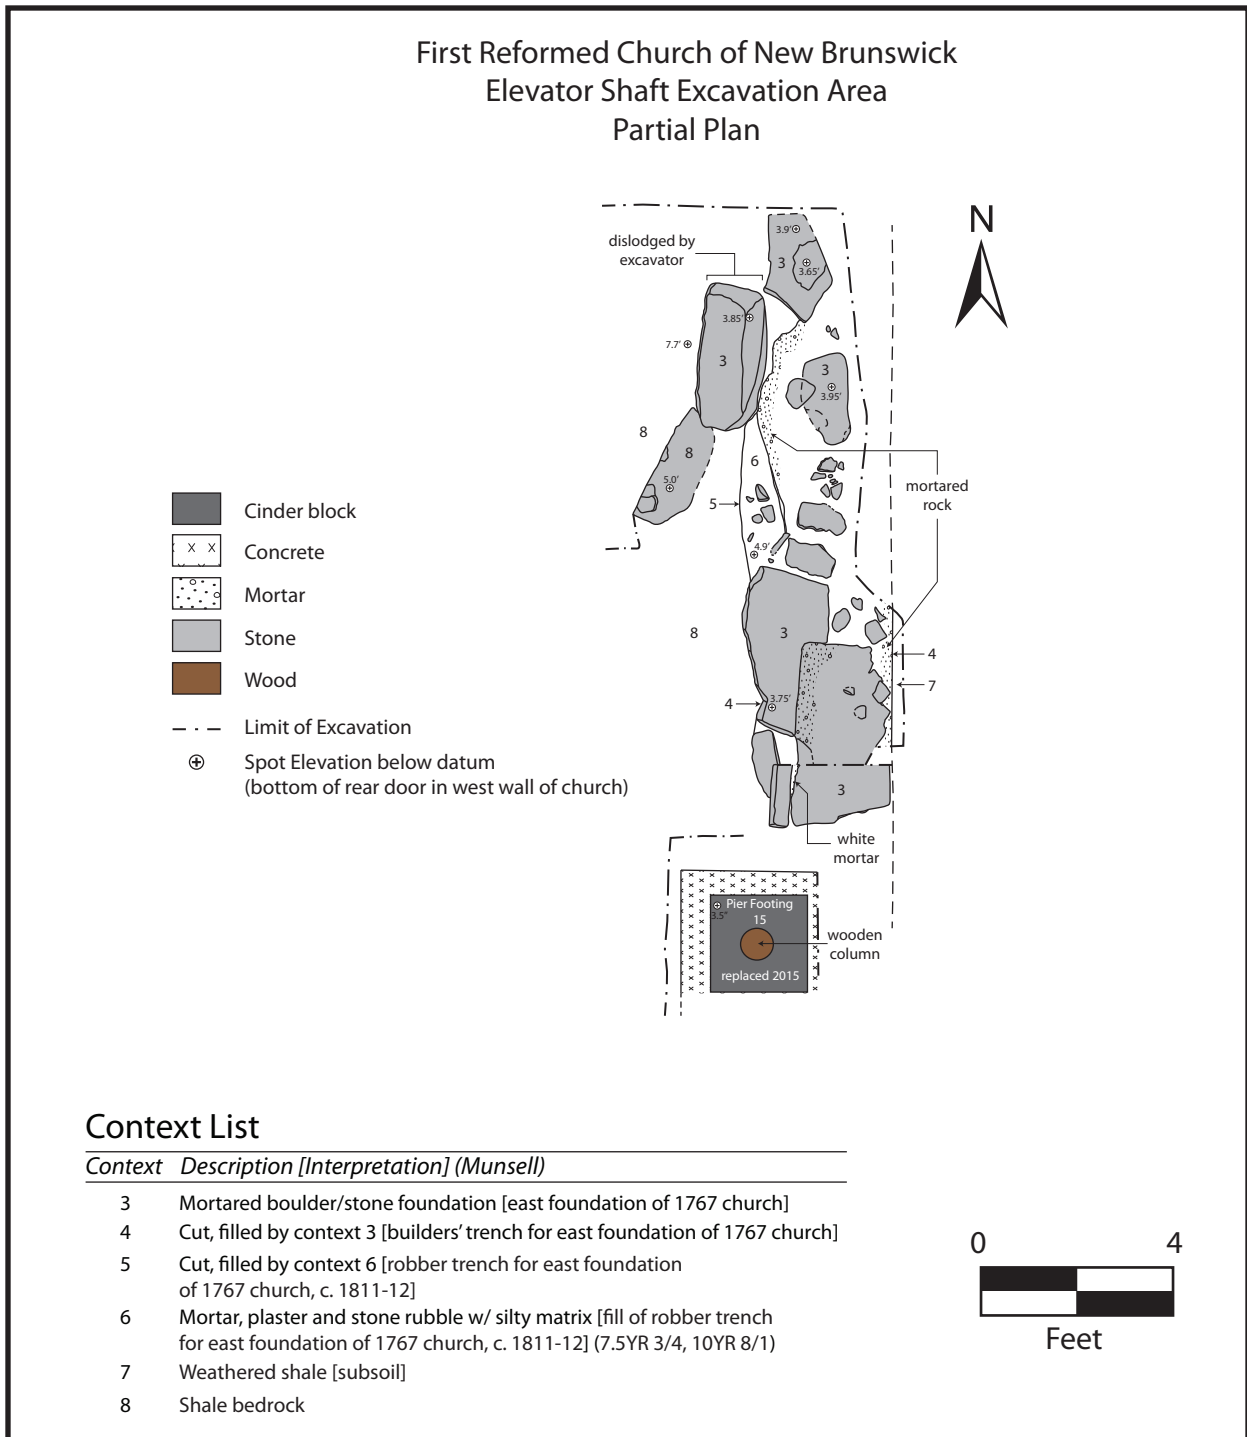 First Reformed Church of New Brunswick
Elevator Shaft Excavation Area
Partial Plan
N
dislodged by
excavator
3.9'
3
3.65'
3.85'
7.7'
3
3
3.95'
8
8
5.0'
6
5
4.9'
mortared
rock
8
3
4
7
4
3.75'
3
white
mortar
Pier Footing
15
3.5"
wooden
column
replaced 2015
Cinder block
Concrete
Mortar
Stone
Wood
Limit of Excavation
Spot Elevation below datum
(bottom of rear door in west wall of church)
Context List
Context Description [Interpretation] (Munsell)
3 Mortared boulder/stone foundation [east foundation of 1767 church]
4 Cut, filled by context 3 [builders' trench for east foundation of 1767 church]
5 Cut, filled by context 6 [robber trench for east foundation
of 1767 church, c. 1811-12]
6 Mortar, plaster and stone rubble w/ silty matrix [fill of robber trench
for east foundation of 1767 church, c. 1811-12] (7.5YR 3/4, 10YR 8/1)
7 Weathered shale [subsoil]
8 Shale bedrock
0 4
Feet